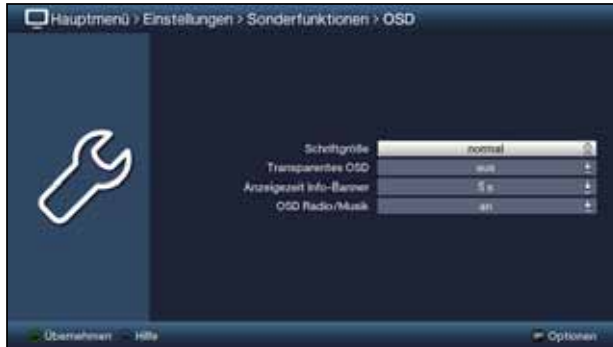 Hauptmenü > Einstellungen > Sonderfunktionen > OSD
Schriftgröße normal
Transparentes OSD aus
Anzeigezeit Info-Banner 5 s
OSD Radio/Musik an
Übernehmen Hilfe Optionen